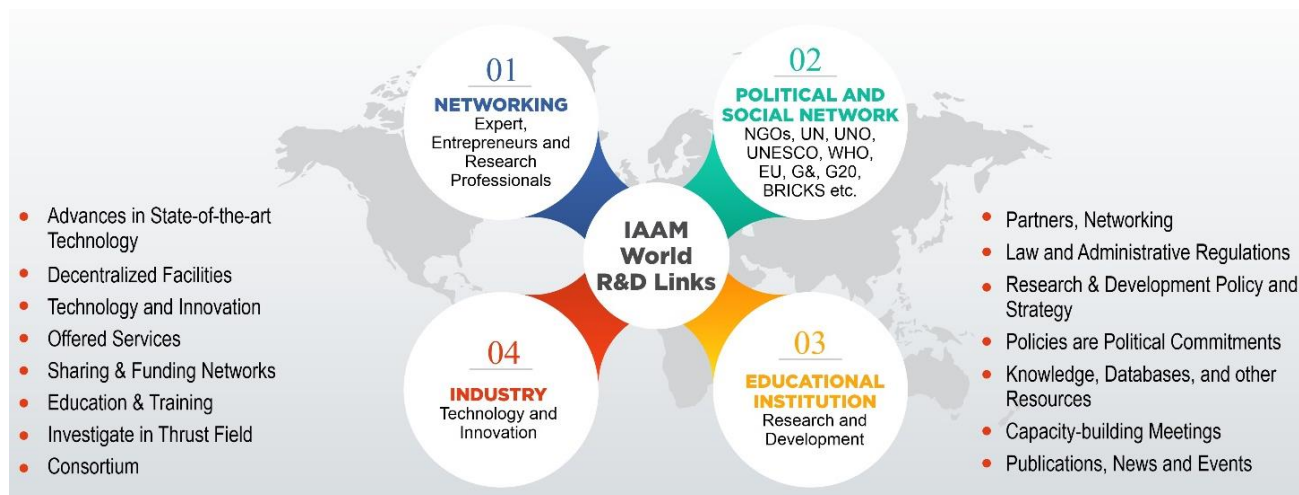 01
NETWORKING
Expert,
Entrepreneurs and
Research
Professionals
02
POLITICAL AND
SOCIAL NETWORK
NGOs, UN, UNO,
UNESCO, WHO,
EU, G&, G20,
BRICKS etc.
IAAM
World
R&D Links
04
INDUSTRY
Technology and
Innovation
03
EDUCATIONAL
INSTITUTION
Research and
Development
• Advances in State-of-the-art
Technology
• Decentralized Facilities
• Technology and Innovation
• Offered Services
• Sharing & Funding Networks
• Education & Training
• Investigate in Thrust Field
• Consortium
• Partners, Networking
• Law and Administrative Regulations
• Research & Development Policy and
Strategy
• Policies are Political Commitments
• Knowledge, Databases, and other
Resources
• Capacity-building Meetings
• Publications, News and Events